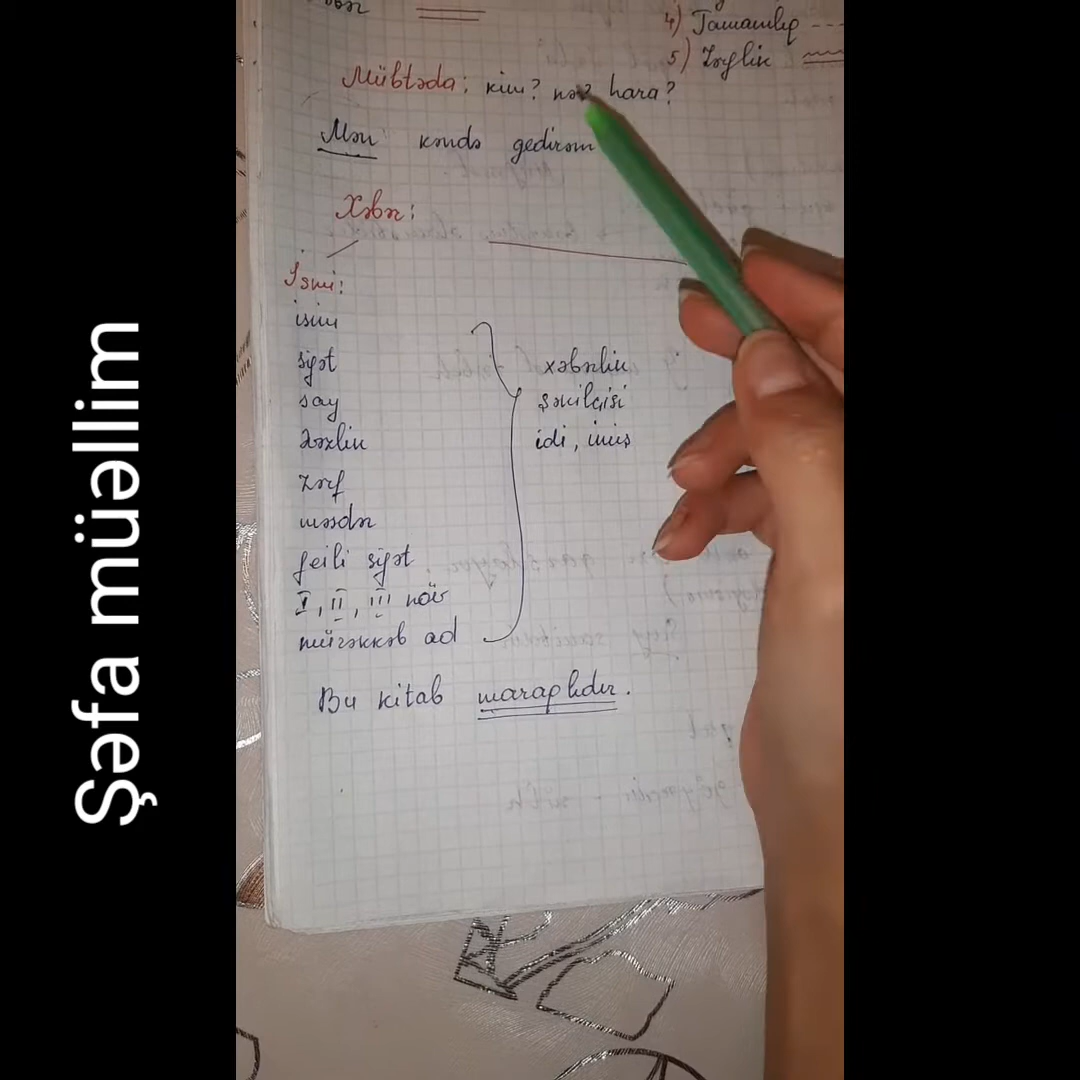 4) Tamamlıq
5) Zərflik
Mübtəda: kim? nə? hara?
Mən kəndə gedirəm
Xəbər:
İsmi:
isim
sifət
say
əvəzlik
zərf
məsdər
feili sifət
I, II, III növ
mürəkkəb ad
xəbərlik
şəkilçisi
idi, imiş
Bu kitab maraqlıdır.
Şəfa müəllim